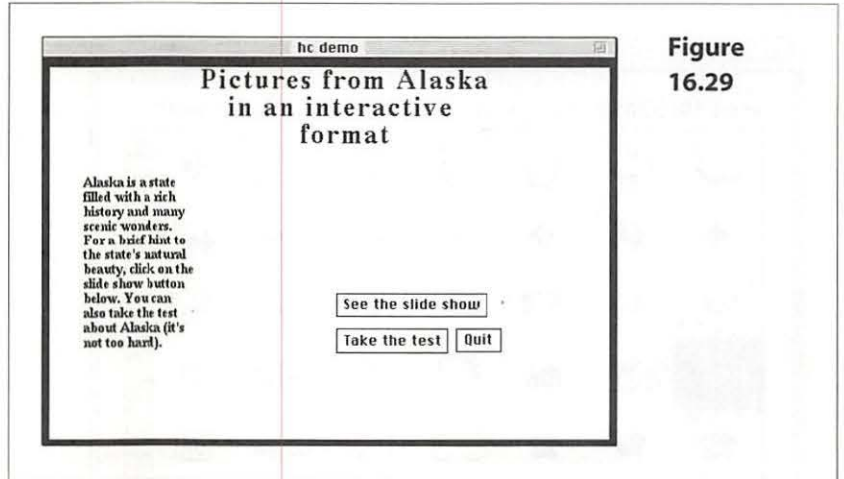 hc demo
Figure
16.29
Pictures from Alaska
in an interactive
format
Alaska is a state
filled with a rich
history and many
scenic wonders.
For a brief hint to
the state's natural
beauty, click on the
slide show button
below. You can
also take the test
about Alaska (it's
not too hard).
See the slide show
Take the test
Quit